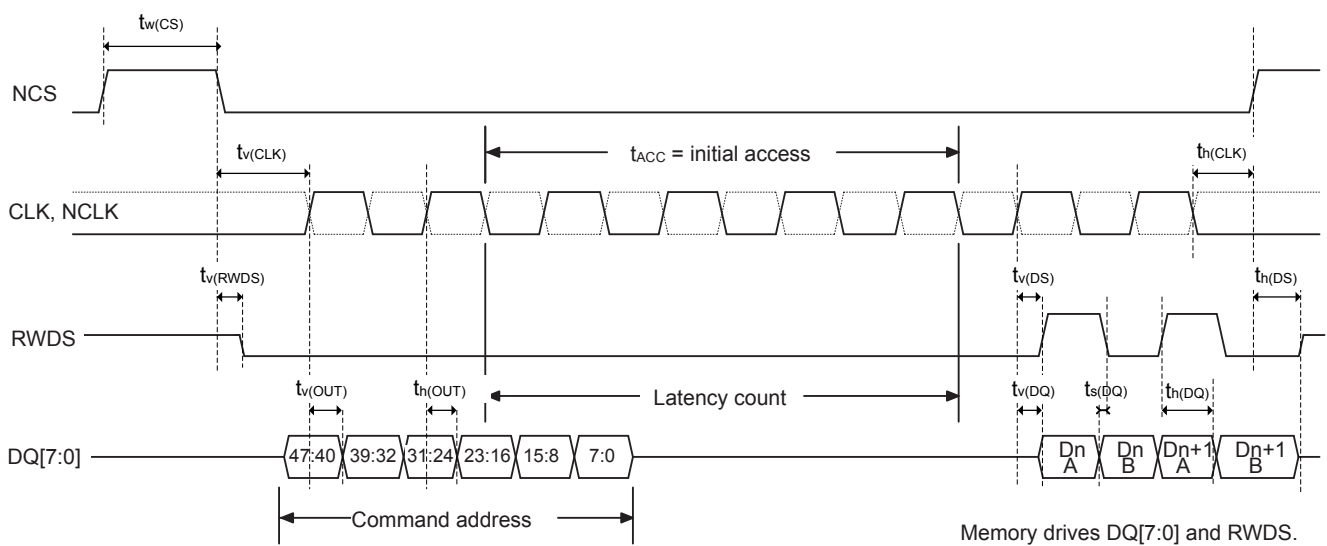 tw(CS)
NCS
tv(CLK)
tACC = initial access
th(CLK)
CLK, NCLK
tv(RWDS)
tv(DS)
th(DS)
RWDS
tv(OUT)
th(OUT)
Latency count
tv(DQ)
ts(DQ)
th(DQ)
DQ[7:0]
47:40
39:32
31:24
23:16
15:8
7:0
Dn
A
Dn
B
Dn+1
A
Dn+1
B
Command address
Memory drives DQ[7:0] and RWDS.